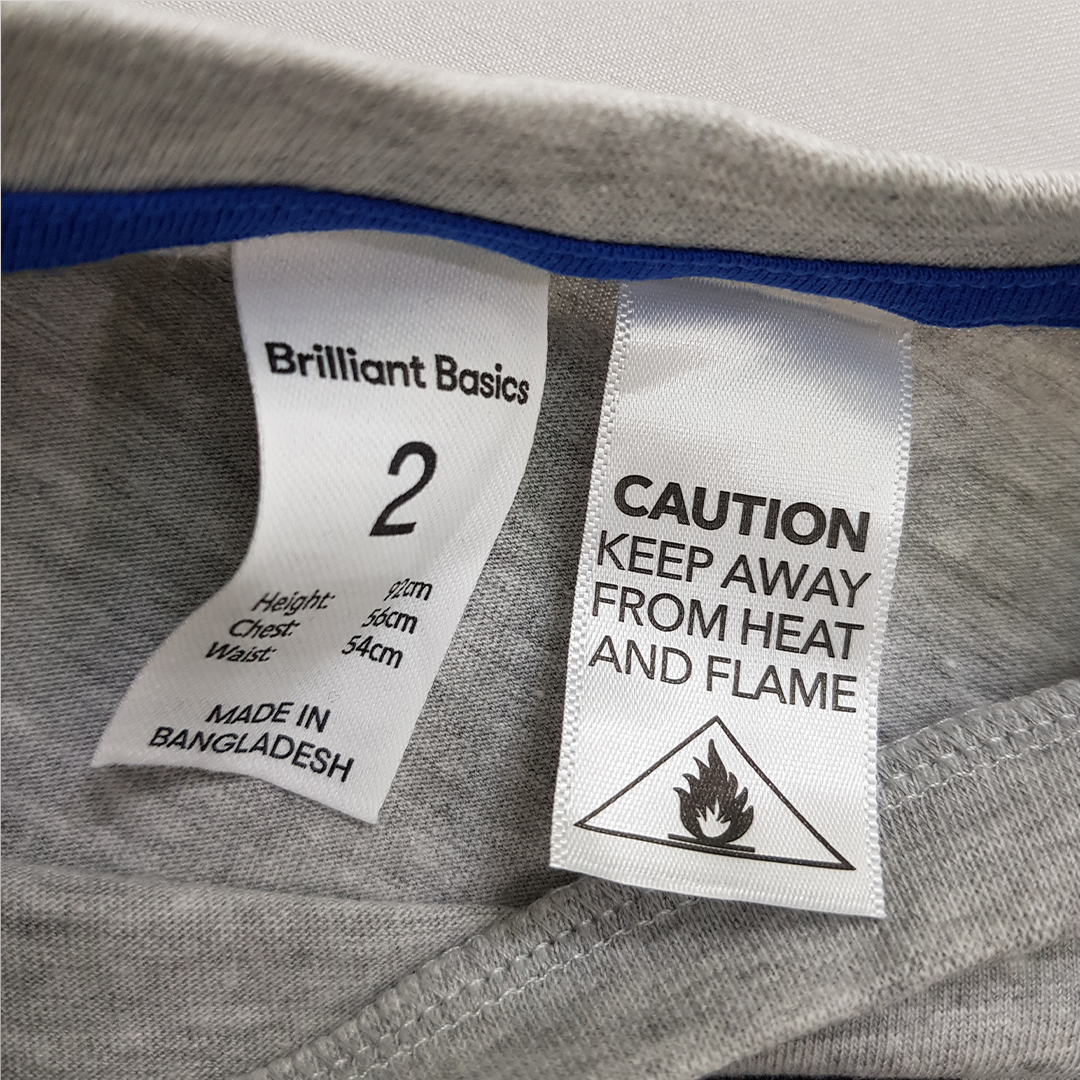 Brilliant Basics
2
Height: 92cm
Chest: 56cm
Waist: 54cm
MADE IN
BANGLADESH
CAUTION
KEEP AWAY
FROM HEAT
AND FLAME